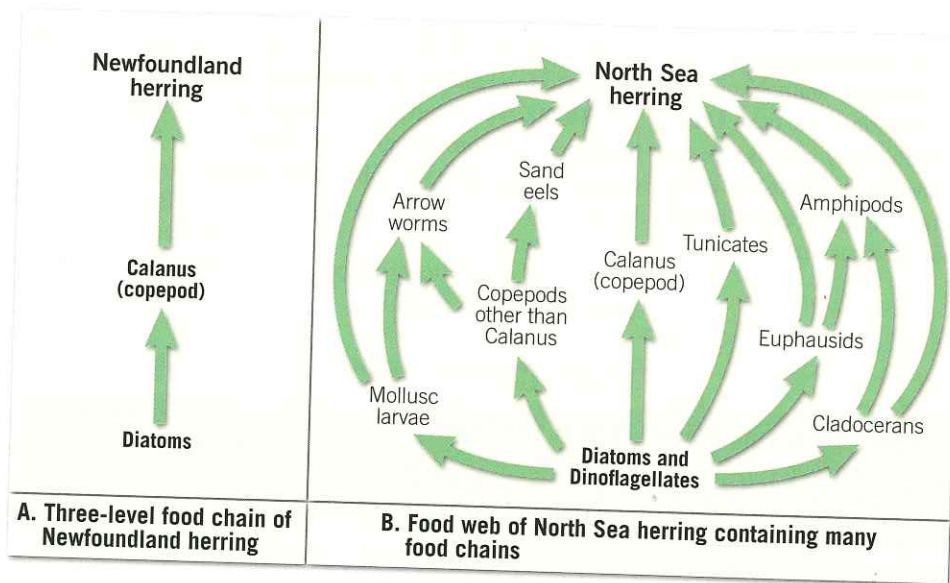 Newfoundland
herring
Calanus
(copepod)
Diatoms
A. Three-level food chain of
Newfoundland herring
North Sea
herring
Sand
eels
Arrow
worms
Amphipods
Tunicates
Calanus
(copepod)
Copepods
other than
Calanus
Euphausids
Mollusc
larvae
Cladocerans
Diatoms and
Dinoflagellates
B. Food web of North Sea herring containing many
food chains